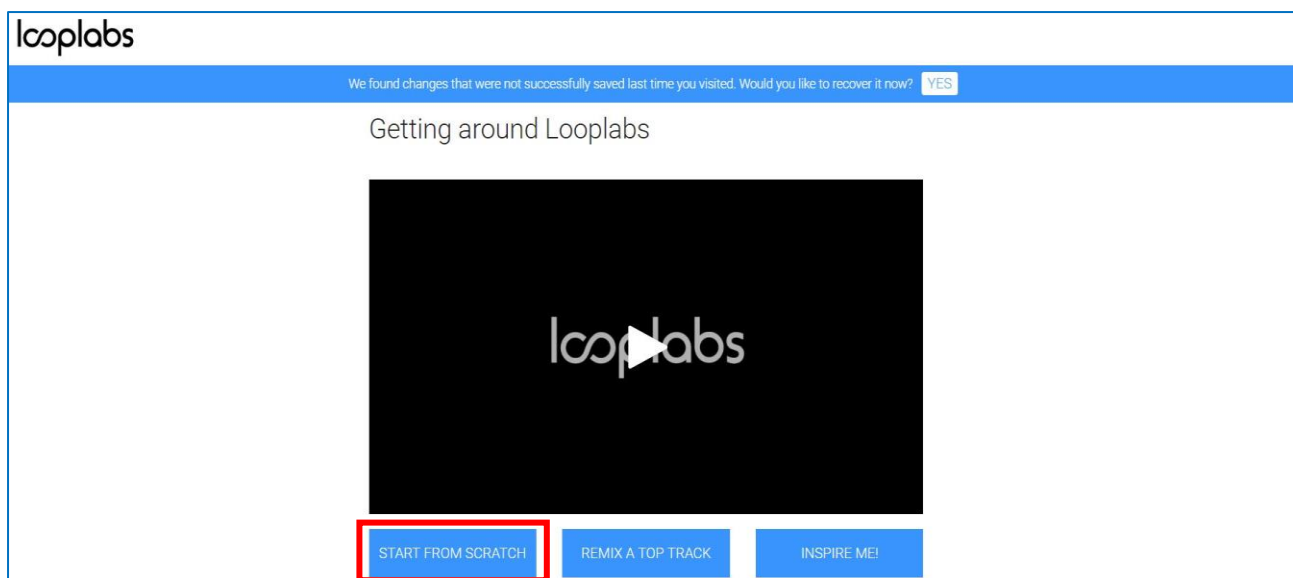 looplabs
We found changes that were not successfully saved last time you visited. Would you like to recover it now? YES
Getting around Looplabs
looplabs
START FROM SCRATCH REMIX A TOP TRACK INSPIRE ME!